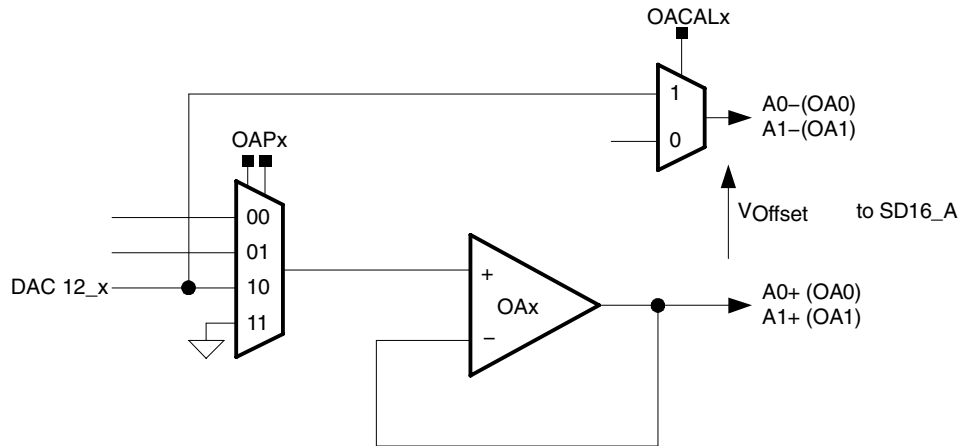 OACALx
1
0
A0−(OA0)
A1−(OA1)
OAPx
VOffset to SD16_A
00
01
DAC 12_x
10
11
+
OAx
−
A0+ (OA0)
A1+ (OA1)